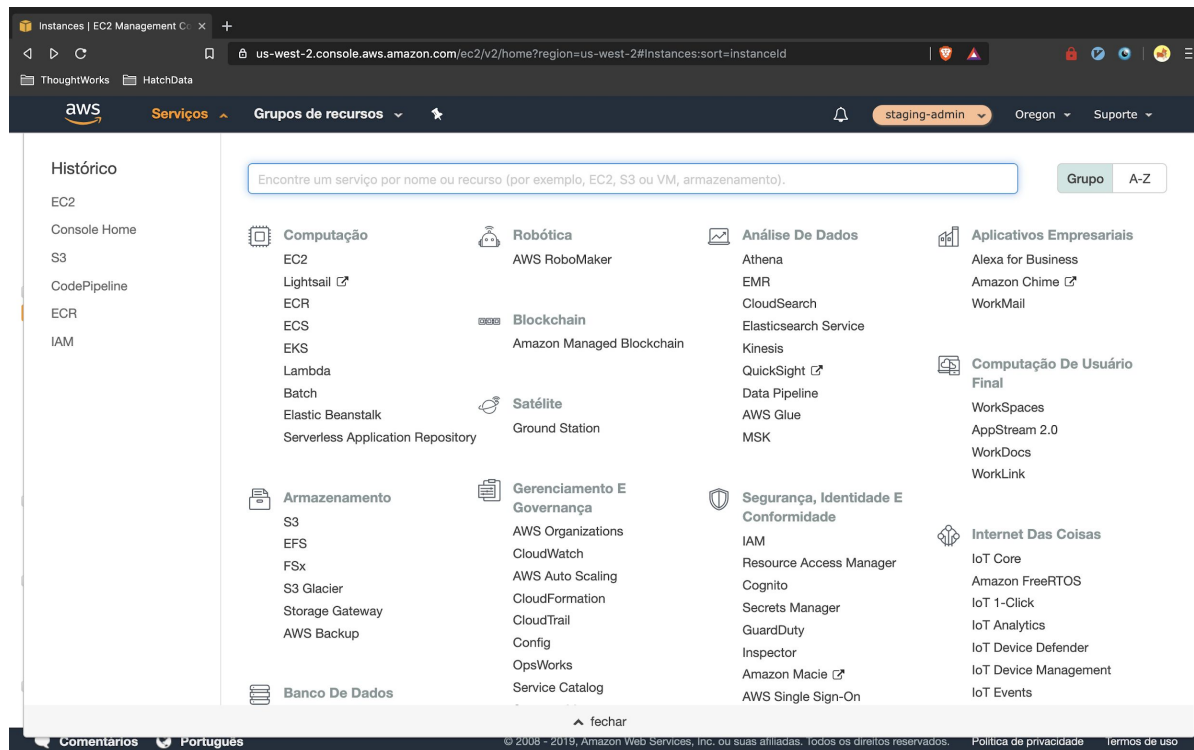 Instances | EC2 Management Co
us-west-2.console.aws.amazon.com/ec2/v2/home?region=us-west-2#Instances:sort=instanceId
ThoughtWorks HatchData
aws Serviços Grupos de recursos staging-admin Oregon Suporte
Histórico
EC2
Console Home
S3
CodePipeline
ECR
IAM
Encontre um serviço por nome ou recurso (por exemplo, EC2, S3 ou VM, armazenamento).
Grupo A-Z
Computação
EC2
Lightsail
ECR
ECS
EKS
Lambda
Batch
Elastic Beanstalk
Serverless Application Repository
Armazenamento
S3
EFS
FSx
S3 Glacier
Storage Gateway
AWS Backup
Banco De Dados
Robótica
AWS RoboMaker
Blockchain
Amazon Managed Blockchain
Satélite
Ground Station
Gerenciamento E
Governança
AWS Organizations
CloudWatch
AWS Auto Scaling
CloudFormation
CloudTrail
Config
OpsWorks
Service Catalog
Análise De Dados
Athena
EMR
CloudSearch
Elasticsearch Service
Kinesis
QuickSight
Data Pipeline
AWS Glue
MSK
Segurança, Identidade E
Conformidade
IAM
Resource Access Manager
Cognito
Secrets Manager
GuardDuty
Inspector
Amazon Macie
AWS Single Sign-On
Aplicativos Empresariais
Alexa for Business
Amazon Chime
WorkMail
Computação De Usuário
Final
WorkSpaces
AppStream 2.0
WorkDocs
WorkLink
Internet Das Coisas
IoT Core
Amazon FreeRTOS
IoT 1-Click
IoT Analytics
IoT Device Defender
IoT Device Management
IoT Events
fechar
Comentários Português © 2008 - 2019, Amazon Web Services, Inc. ou suas afiliadas. Todos os direitos reservados. Política de privacidade Termos de uso